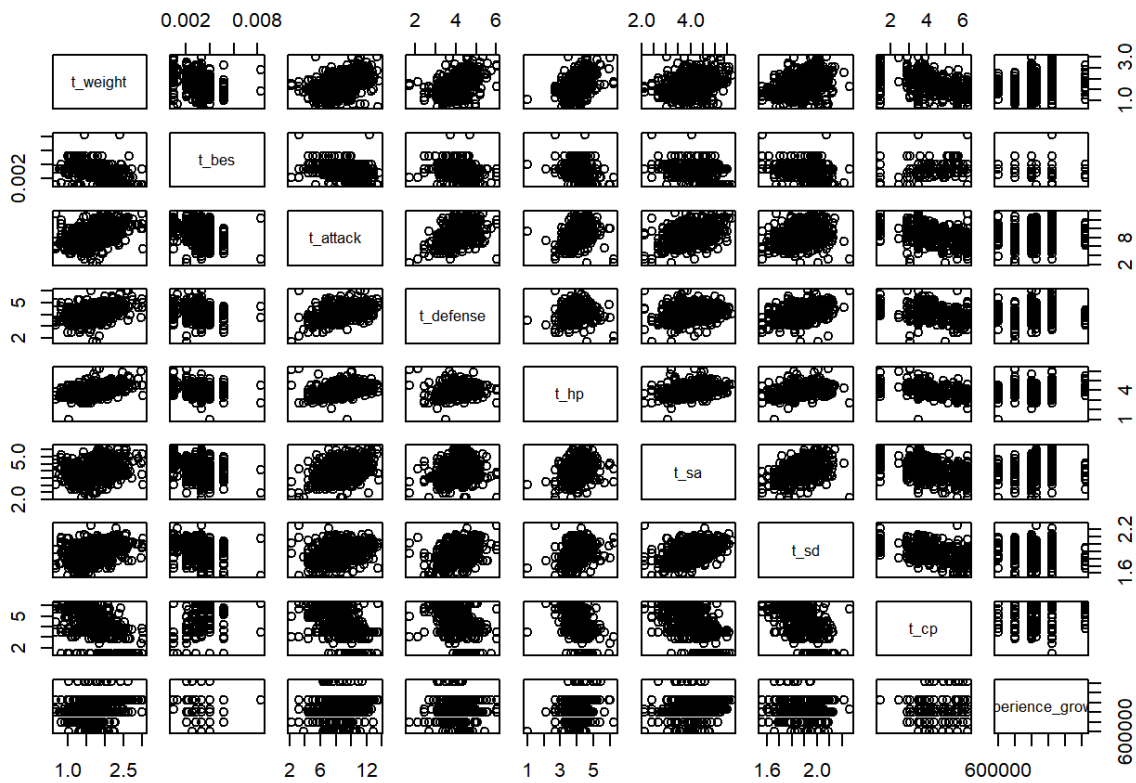 0.002 0.008 2 4 6 2.0 4.0 2 4 6
t_weight 1.0 3.0
0.002 t_bes
t_attack 2 8
2 5 t_defense
t_hp 1 4
2.0 5.0 t_sa
t_sd 1.6 2.2
2 5 t_cp
perience_grow 600000
1.0 2.5 2 6 12 1 3 5 1.6 2.0 600000